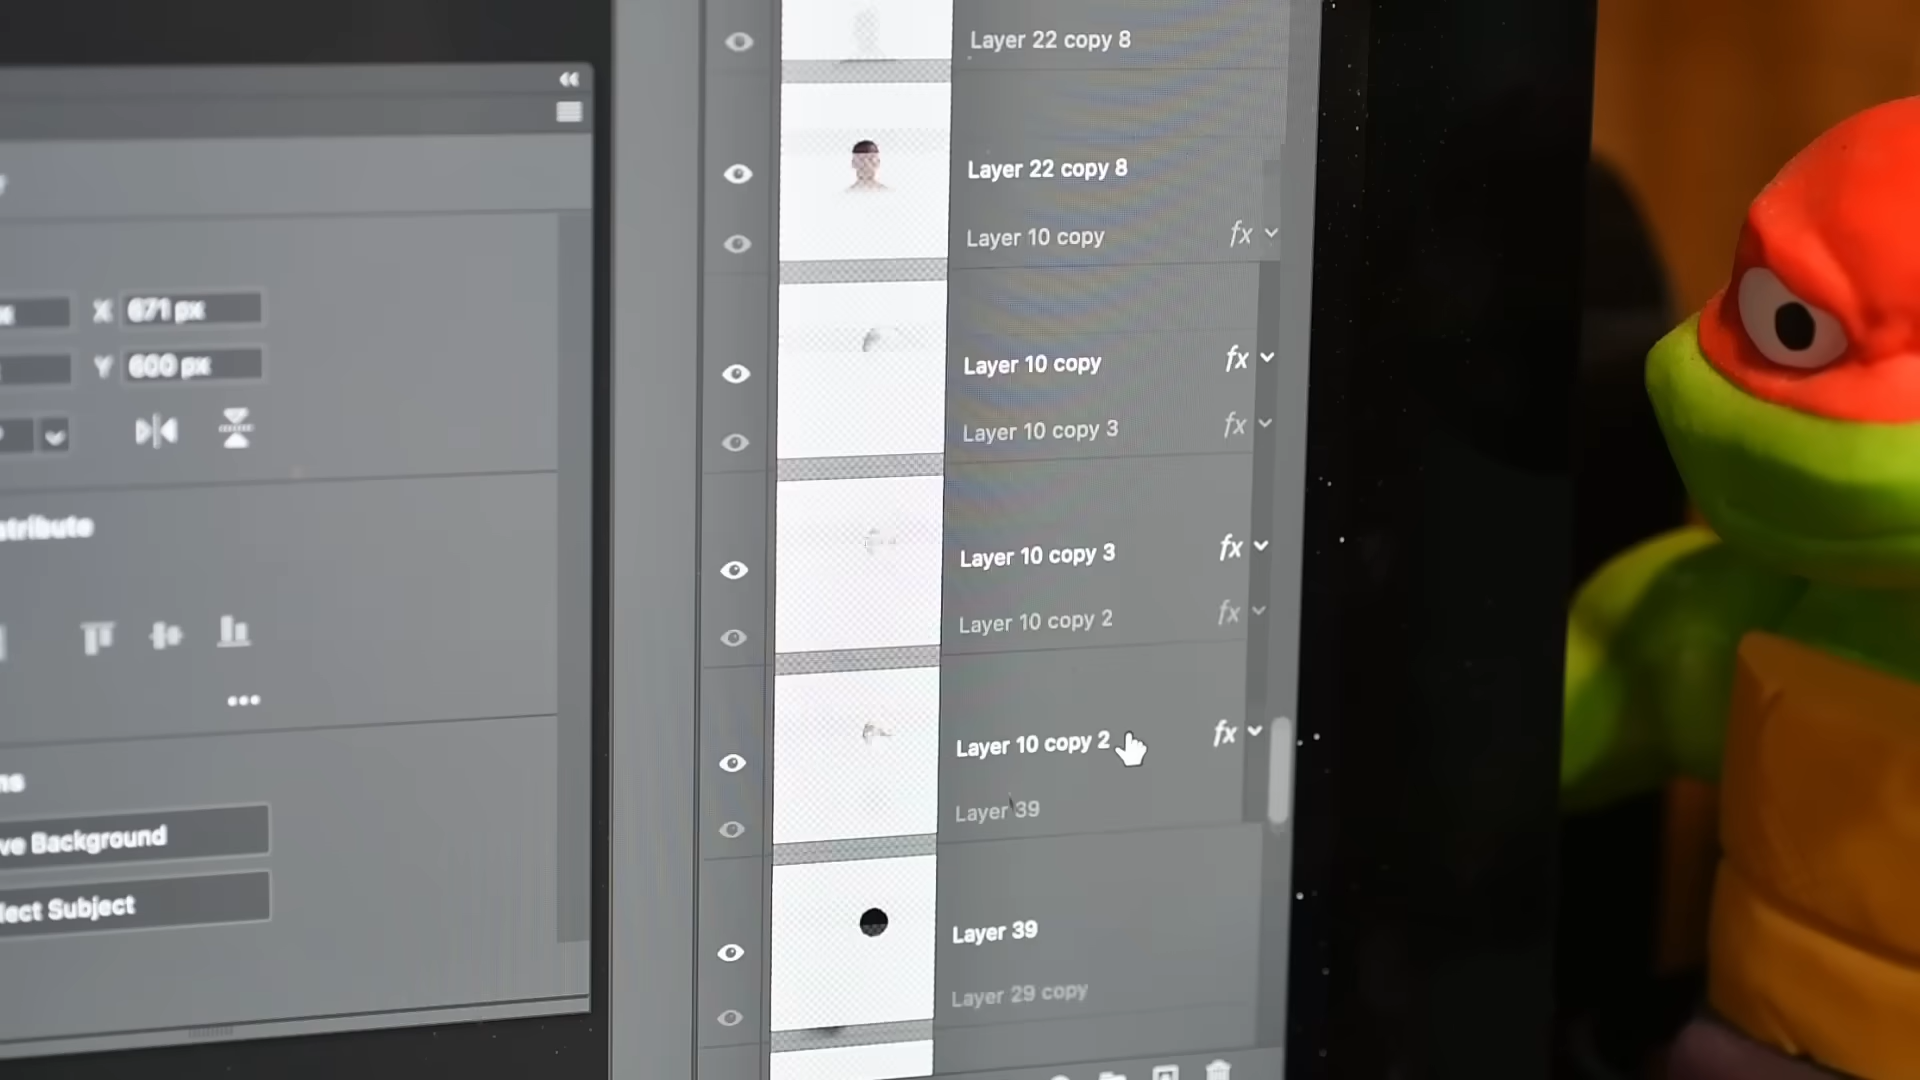 X 671 px
Y 600 px
ve Background
lect Subject
Layer 22 copy 8
Layer 22 copy 8
Layer 10 copy fx
Layer 10 copy fx
Layer 10 copy 3 fx
Layer 10 copy 3 fx
Layer 10 copy 2 fx
Layer 10 copy 2 fx
Layer 39
Layer 39
Layer 29 copy